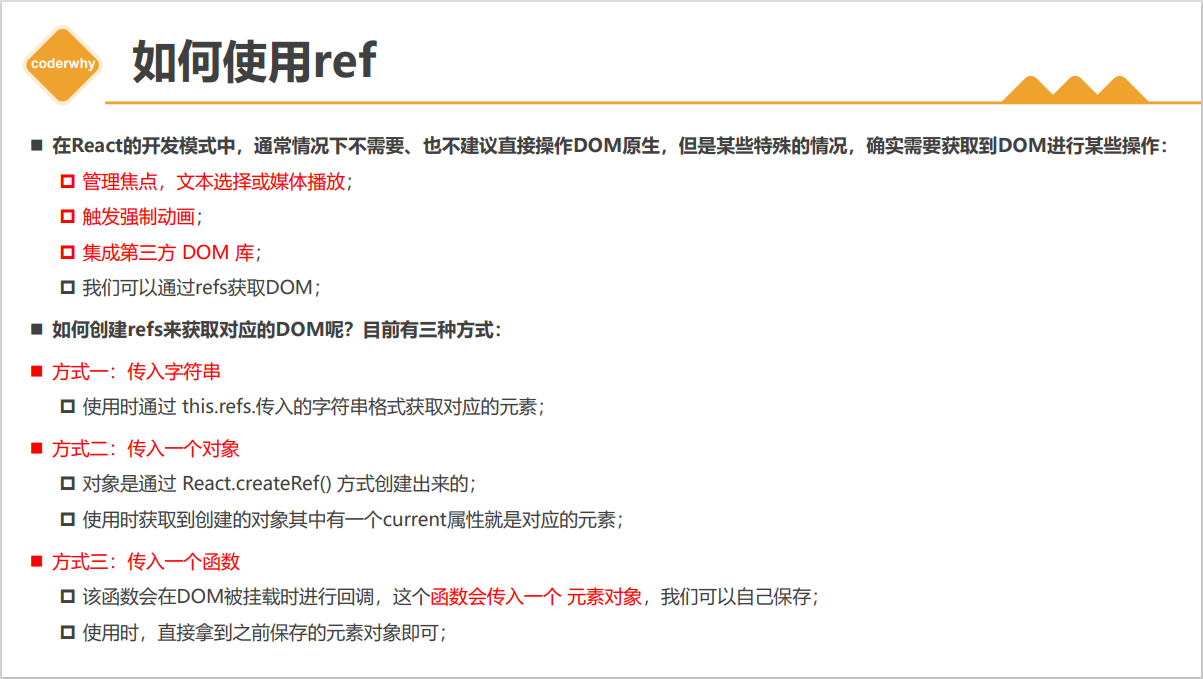 coderwhy
如何使用ref
在React的开发模式中，通常情况下不需要、也不建议直接操作DOM原生，但是某些特殊的情况，确实需要获取到DOM进行某些操作：
管理焦点，文本选择或媒体播放；
触发强制动画；
集成第三方 DOM 库；
我们可以通过refs获取DOM；
如何创建refs来获取对应的DOM呢？目前有三种方式：
方式一：传入字符串
使用时通过 this.refs.传入的字符串格式获取对应的元素；
方式二：传入一个对象
对象是通过 React.createRef() 方式创建出来的；
使用时获取到创建的对象其中有一个current属性就是对应的元素；
方式三：传入一个函数
该函数会在DOM被挂载时进行回调，这个函数会传入一个 元素对象，我们可以自己保存；
使用时，直接拿到之前保存的元素对象即可；